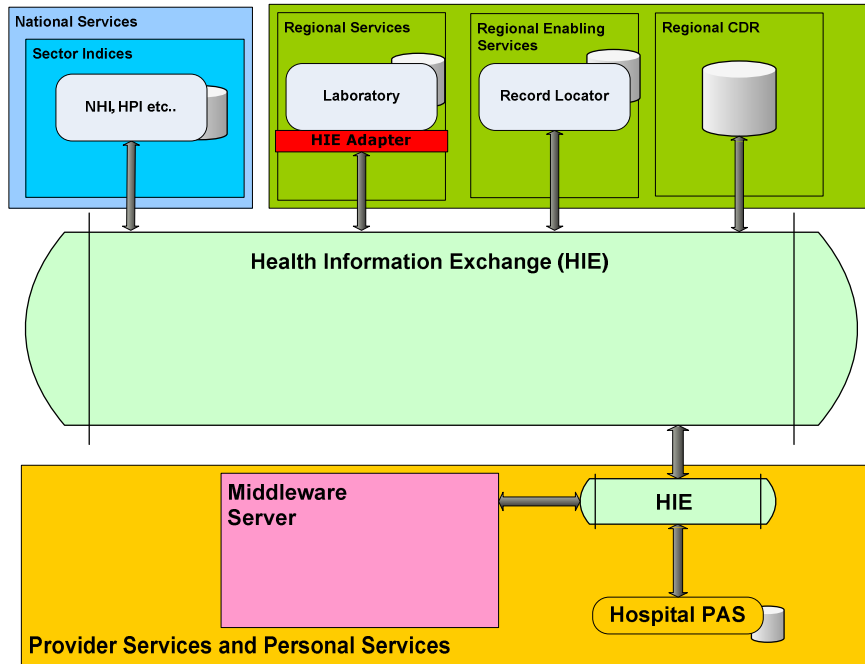 National Services
Sector Indices
NHI, HPI etc..
Regional Services
Laboratory
HIE Adapter
Regional Enabling
Services
Record Locator
Regional CDR
Health Information Exchange (HIE)
Middleware
Server
HIE
Hospital PAS
Provider Services and Personal Services